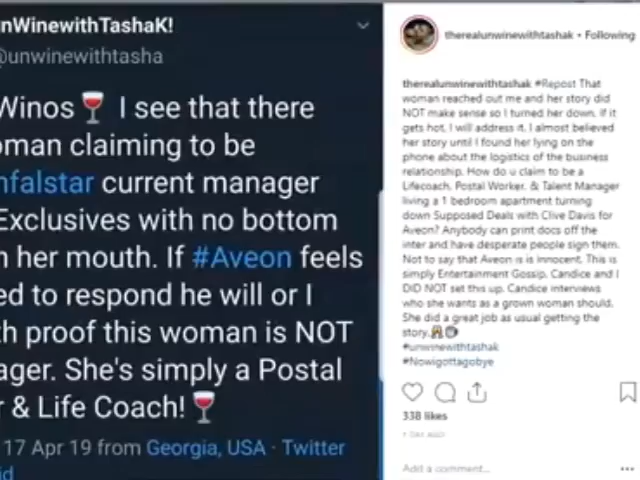 nWinewithTashaK!
@unwinewithtasha
Winos🍷 I see that there
oman claiming to be
nfalstar current manager
Exclusives with no bottom
n her mouth. If #Aveon feels
ed to respond he will or I
th proof this woman is NOT
ager. She's simply a Postal
r & Life Coach!🍷
17 Apr 19 from Georgia, USA · Twitter
id
therealunwinewithtashak • Following
therealunwinewithtashak #Repost That
woman reached out me and her story did
NOT make sense so I turned her down. If it
gets hot, I will address it. I almost believed
her story until I found her lying on the
phone about the logistics of the business
relationship. How do u claim to be a
Lifecoach, Postal Worker, & Talent Manager
living a 1 bedroom apartment turning
down Supposed Deals with Clive Davis for
Aveon? Anybody can print docs off the
inter and have desperate people sign them.
Not to say that Aveon is is Innocent. This is
simply Entertainment Gossip. Candice and I
DID NOT set this up. Candice interviews
who she wants as a grown woman should.
She did a great job as usual getting the
story.
#unwinewithtashak
#Nowigottagobye
338 likes
1 DAY AGO
Add a comment...